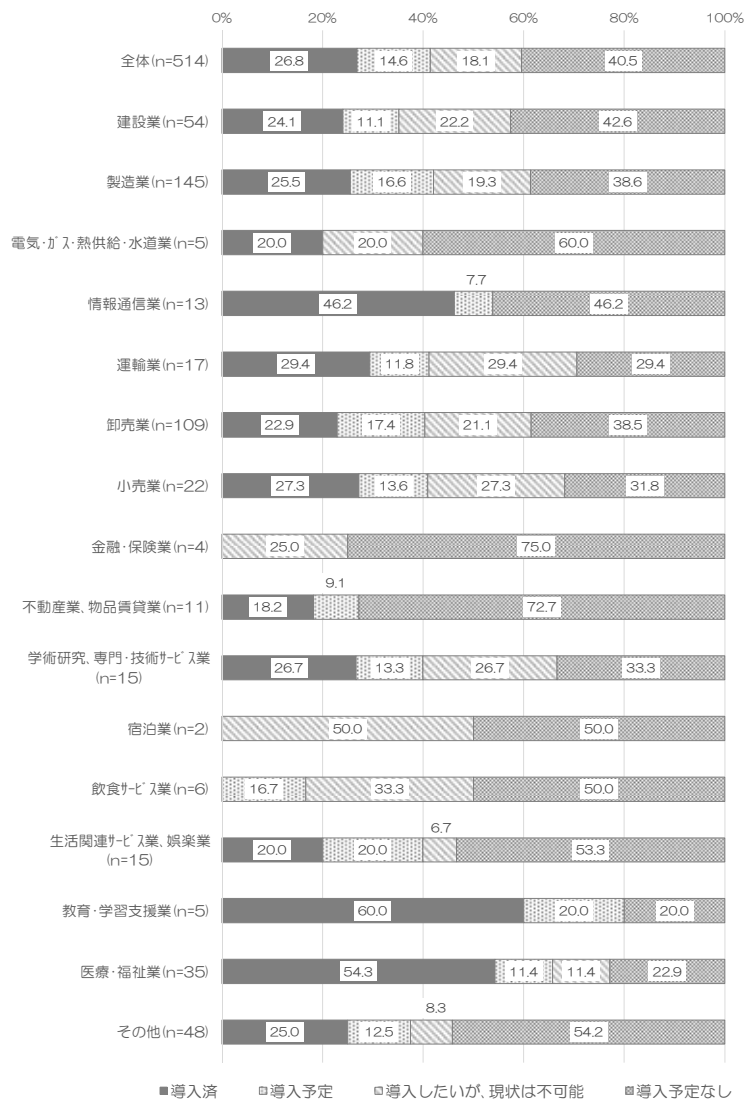 0% 20% 40% 60% 80% 100%
全体(n=514) 26.8 14.6 18.1 40.5
建設業(n=54) 24.1 11.1 22.2 42.6
製造業(n=145) 25.5 16.6 19.3 38.6
電気・ガス・熱供給・水道業(n=5) 20.0 20.0 60.0
7.7
情報通信業(n=13) 46.2 46.2
運輸業(n=17) 29.4 11.8 29.4 29.4
卸売業(n=109) 22.9 17.4 21.1 38.5
小売業(n=22) 27.3 13.6 27.3 31.8
金融・保険業(n=4) 25.0 75.0
9.1
不動産業、物品賃貸業(n=11) 18.2 72.7
学術研究、専門・技術サービス業
(n=15) 26.7 13.3 26.7 33.3
宿泊業(n=2) 50.0 50.0
飲食サービス業(n=6) 16.7 33.3 50.0
6.7
生活関連サービス業、娯楽業
(n=15) 20.0 20.0 53.3
教育・学習支援業(n=5) 60.0 20.0 20.0
医療・福祉業(n=35) 54.3 11.4 11.4 22.9
8.3
その他(n=48) 25.0 12.5 54.2
導入済 導入予定 導入したいが、現状は不可能 導入予定なし